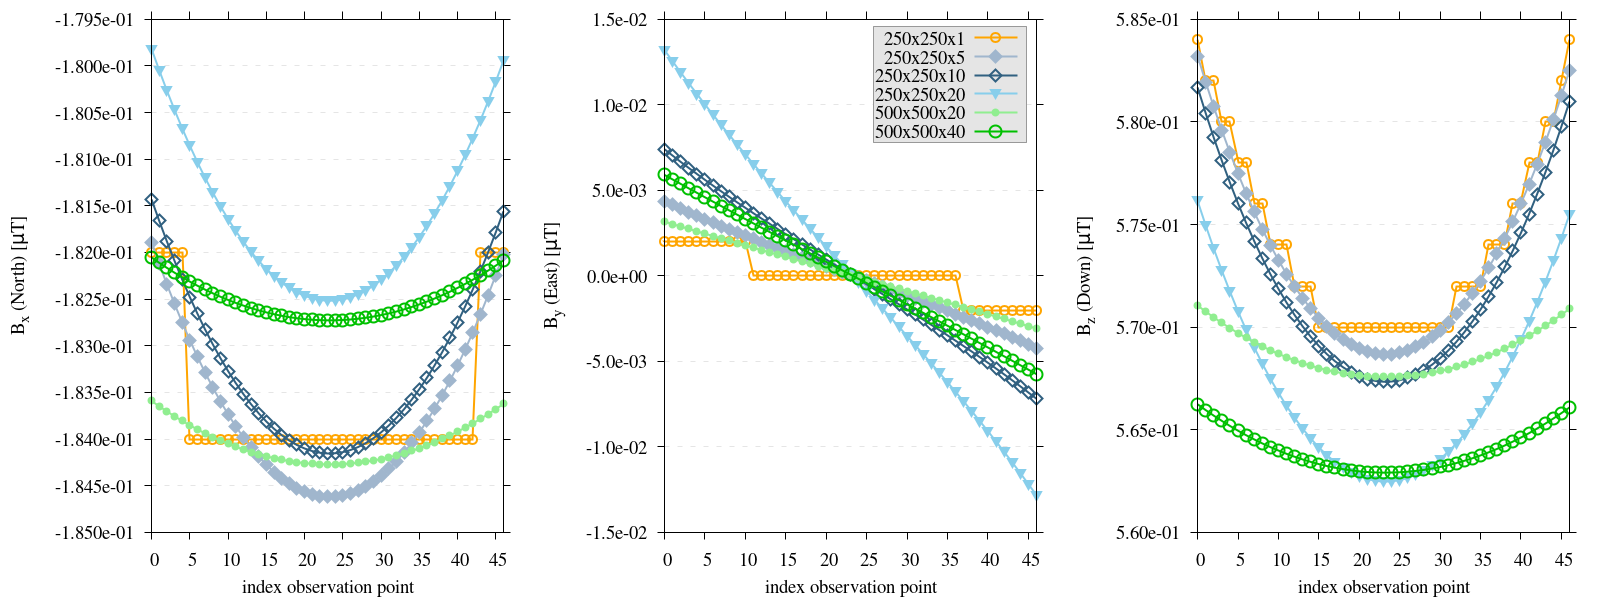 -1.795e-01
-1.800e-01
-1.805e-01
-1.810e-01
-1.815e-01
-1.820e-01
-1.825e-01
-1.830e-01
-1.835e-01
-1.840e-01
-1.845e-01
-1.850e-01
0 5 10 15 20 25 30 35 40 45
Bx (North) [µT]
index observation point
1.5e-02
1.0e-02
5.0e-03
0.0e+00
-5.0e-03
-1.0e-02
-1.5e-02
0 5 10 15 20 25 30 35 40 45
By (East) [µT]
index observation point
250x250x1
250x250x5
250x250x10
250x250x20
500x500x20
500x500x40
5.85e-01
5.80e-01
5.75e-01
5.70e-01
5.65e-01
5.60e-01
0 5 10 15 20 25 30 35 40 45
Bz (Down) [µT]
index observation point